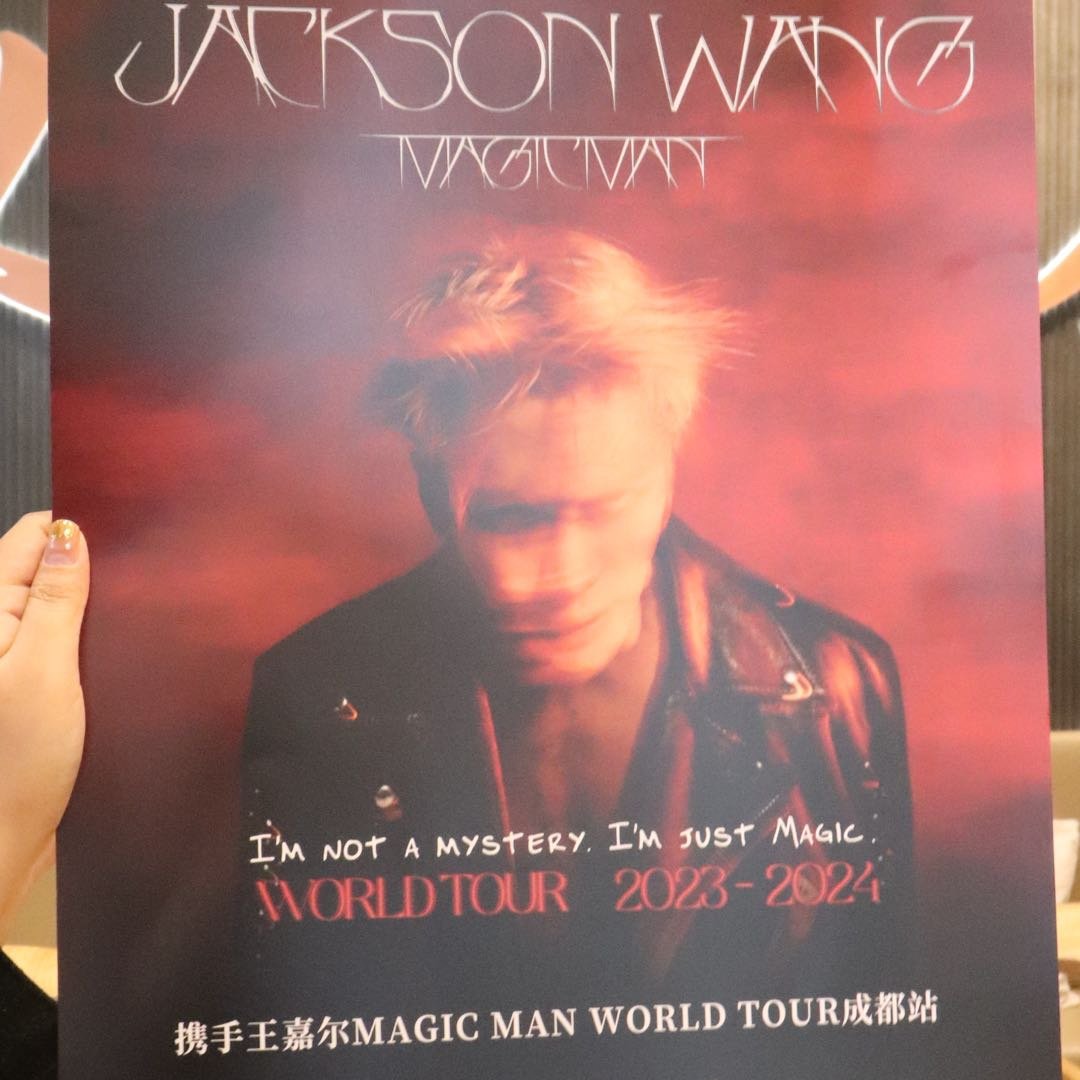 JACKSON WANG
MAGICMAN
I'M NOT A MYSTERY. I'M JUST MAGIC.
WORLD TOUR 2023-2024
携手王嘉尔MAGIC MAN WORLD TOUR成都站